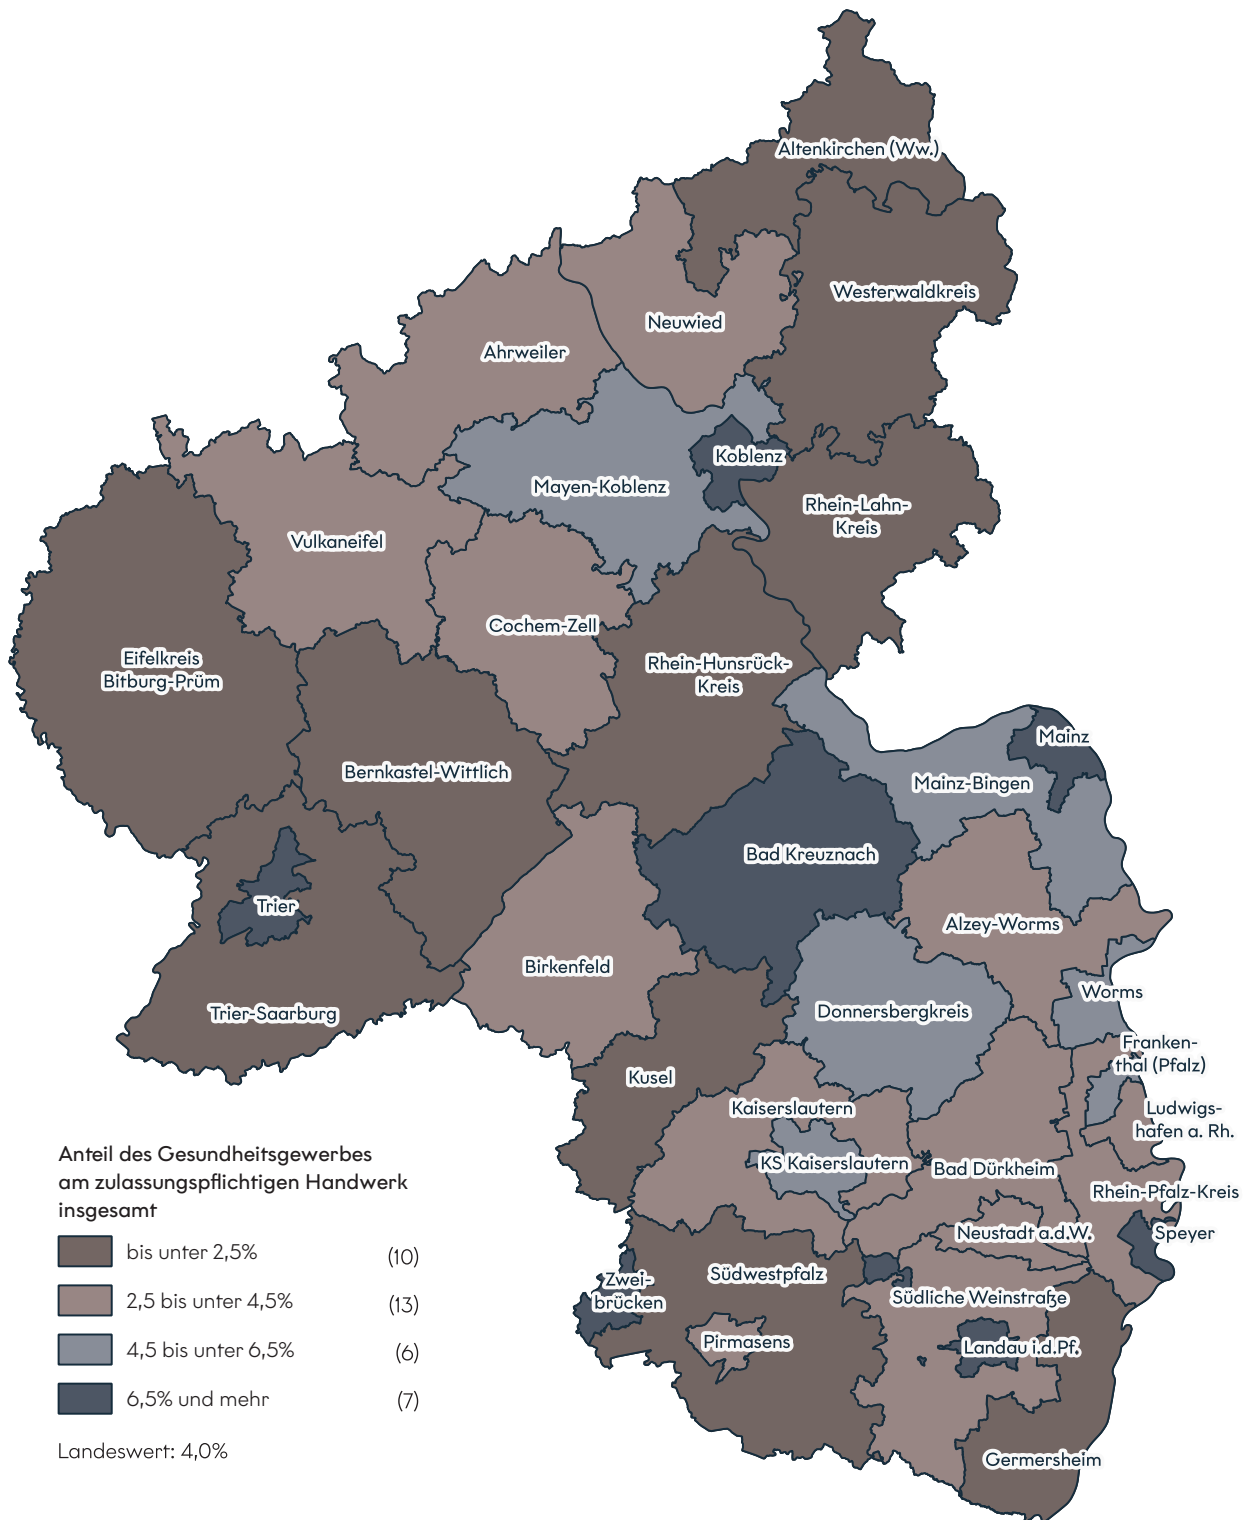 Altenkirchen (Ww.)
Westerwaldkreis
Neuwied
Ahrweiler
Koblenz
Mayen-Koblenz
Rhein-Lahn-
Kreis
Vulkaneifel
Cochem-Zell
Eifelkreis
Bitburg-Prüm
Rhein-Hunsrück-
Kreis
Mainz
Bernkastel-Wittlich
Mainz-Bingen
Bad Kreuznach
Trier
Alzey-Worms
Birkenfeld
Worms
Trier-Saarburg
Donnersbergkreis
Franken-
thal (Pfalz)
Kusel
Kaiserslautern
Ludwigs-
hafen a. Rh.
KS Kaiserslautern
Bad Dürkheim
Rhein-Pfalz-Kreis
Neustadt a.d.W.
Speyer
Südwestpfalz
Zwei-
brücken
Südliche Weinstraße
Pirmasens
Landau i.d.Pf.
Germersheim
Anteil des Gesundheitsgewerbes
am zulassungspflichtigen Handwerk
insgesamt
bis unter 2,5% (10)
2,5 bis unter 4,5% (13)
4,5 bis unter 6,5% (6)
6,5% und mehr (7)
Landeswert: 4,0%